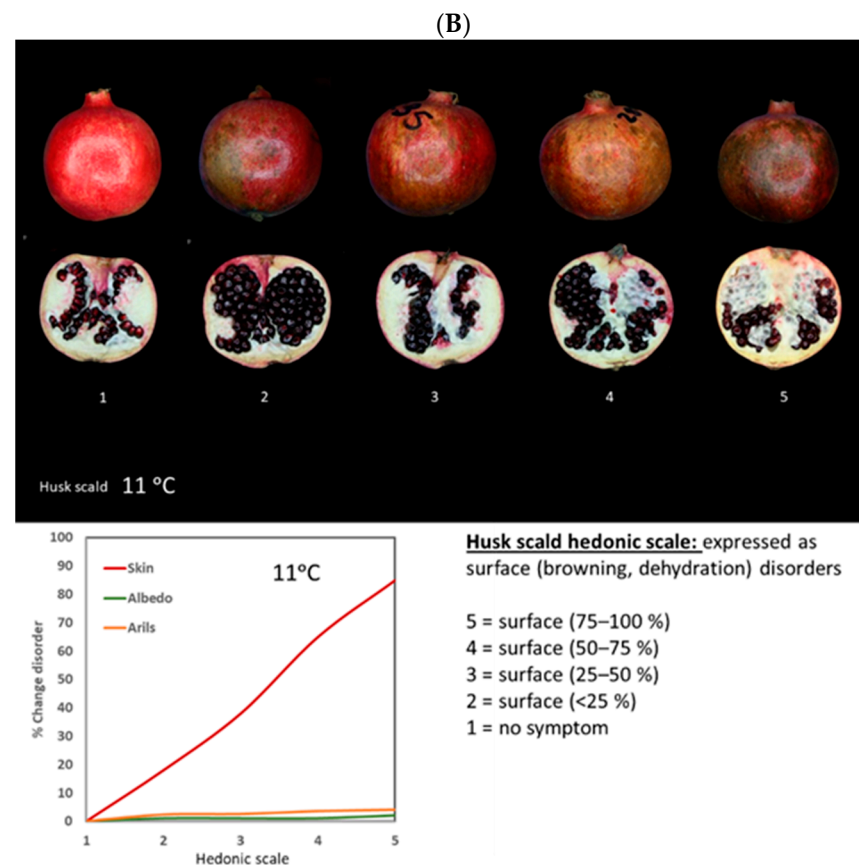 (B)
1 2 3 4 5
Husk scald 11 °C
100
90
80
70
60
50
40
30
20
10
0
% Change disorder
Skin
Albedo
Arils
11°C
1 2 3 4 5
Hedonic scale
Husk scald hedonic scale: expressed as
surface (browning, dehydration) disorders
5 = surface (75–100 %)
4 = surface (50–75 %)
3 = surface (25–50 %)
2 = surface (<25 %)
1 = no symptom